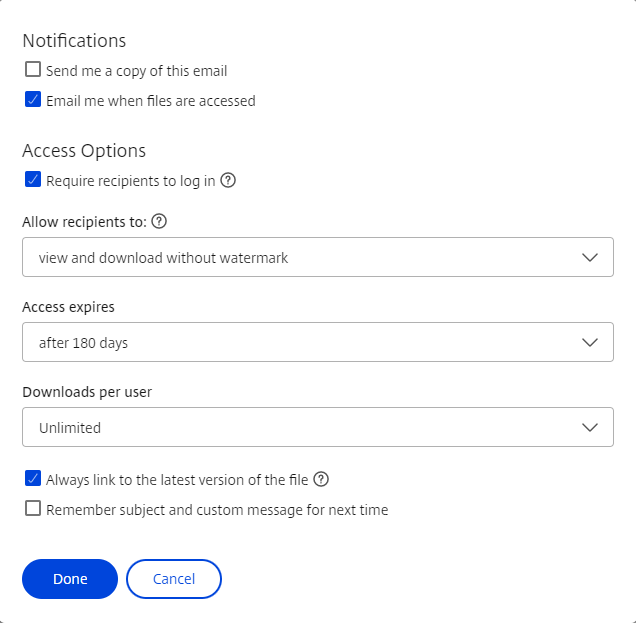 Notifications
Send me a copy of this email
Email me when files are accessed
Access Options
Require recipients to log in ?
Allow recipients to: ?
view and download without watermark
Access expires
after 180 days
Downloads per user
Unlimited
Always link to the latest version of the file ?
Remember subject and custom message for next time
Done Cancel